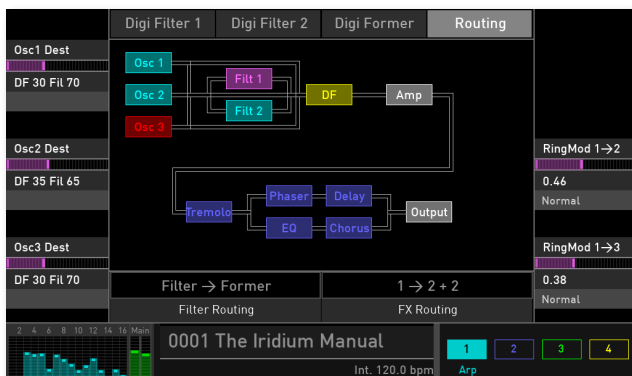 Digi Filter 1 Digi Filter 2 Digi Former Routing
Osc1 Dest
DF 30 Fil 70
Osc2 Dest
DF 35 Fil 65
Osc3 Dest
DF 30 Fil 70
Osc 1
Osc 2
Osc 3
Filt 1
Filt 2
DF
Amp
Tremolo
Phaser
Delay
EQ
Chorus
Output
RingMod 1→2
0.46
Normal
RingMod 1→3
0.38
Normal
Filter → Former
Filter Routing
1 → 2 + 2
FX Routing
2 4 6 8 10 12 14 16 Main
0001 The Iridium Manual
Int. 120.0 bpm
1 2 3 4
Arp